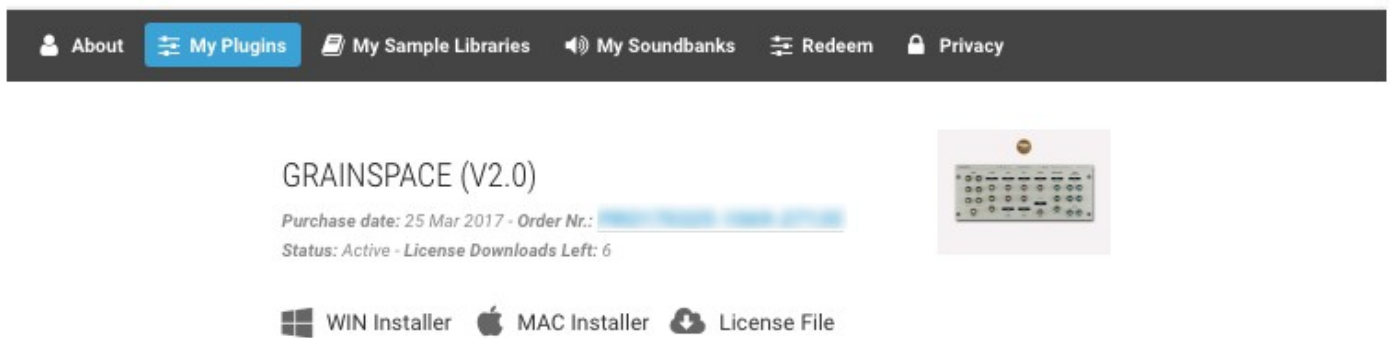 About My Plugins My Sample Libraries My Soundbanks Redeem Privacy
GRAINSPACE (V2.0)
Purchase date: 25 Mar 2017 - Order Nr.:
Status: Active - License Downloads Left: 6
WIN Installer MAC Installer License File